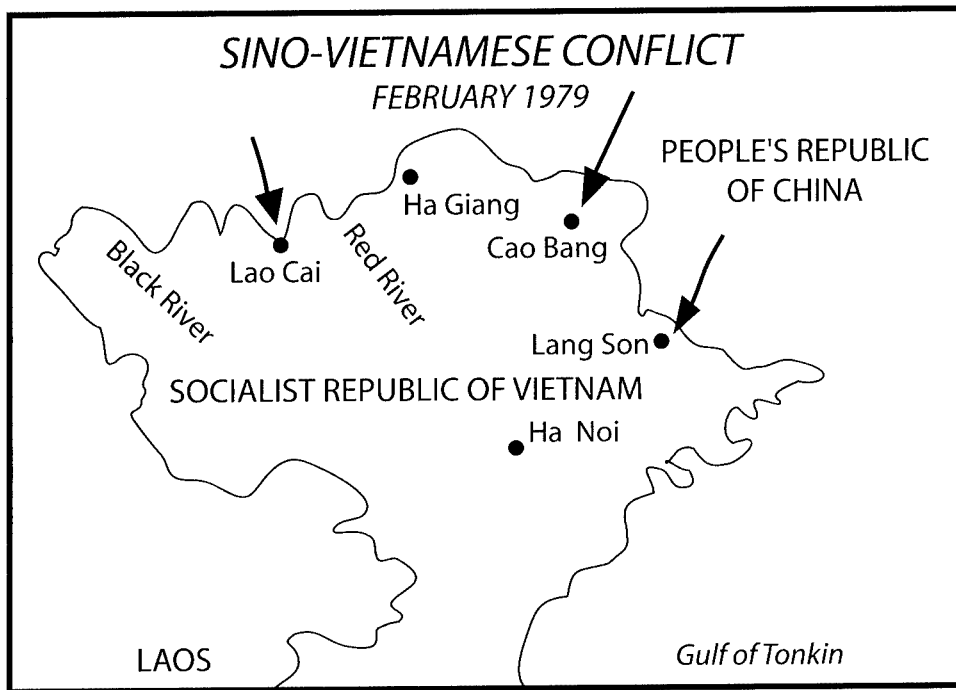 SINO-VIETNAMESE CONFLICT
FEBRUARY 1979
PEOPLE'S REPUBLIC
OF CHINA
Ha Giang
Cao Bang
Lao Cai
Red River
Black River
Lang Son
SOCIALIST REPUBLIC OF VIETNAM
Ha Noi
LAOS
Gulf of Tonkin